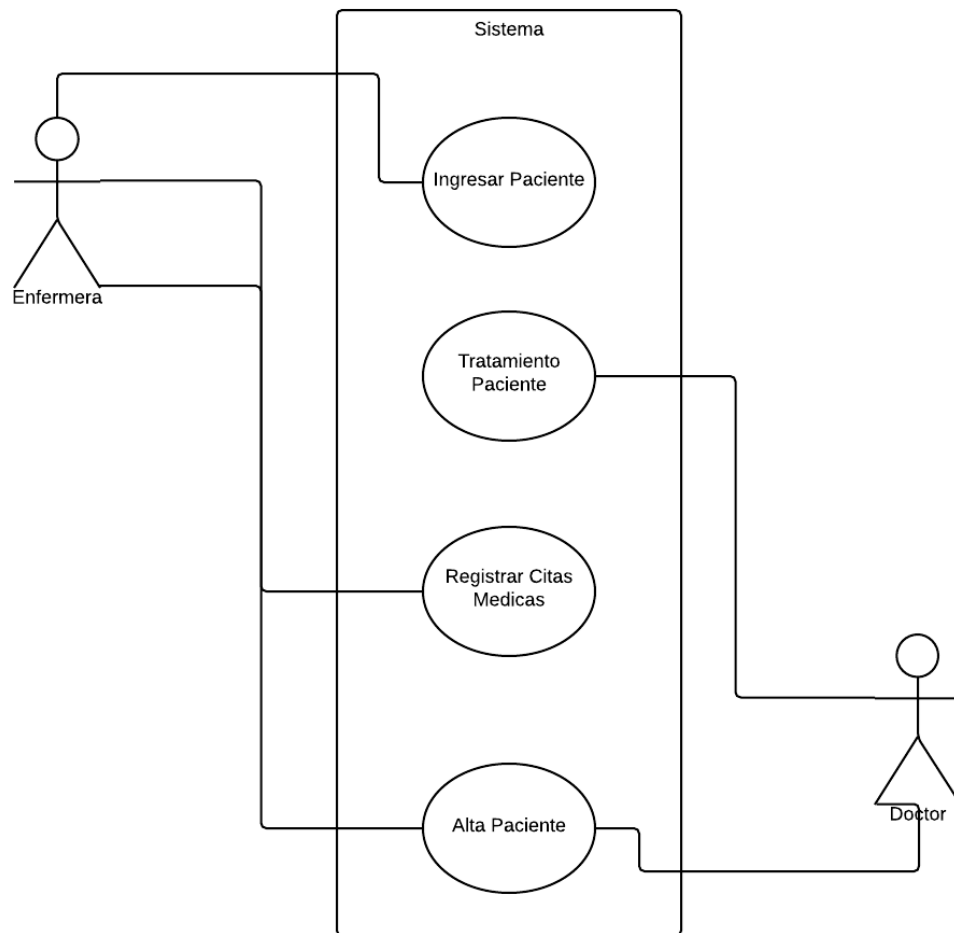 Sistema
Ingresar Paciente
Enfermera
Tratamiento
Paciente
Registrar Citas
Medicas
Alta Paciente
Doctor